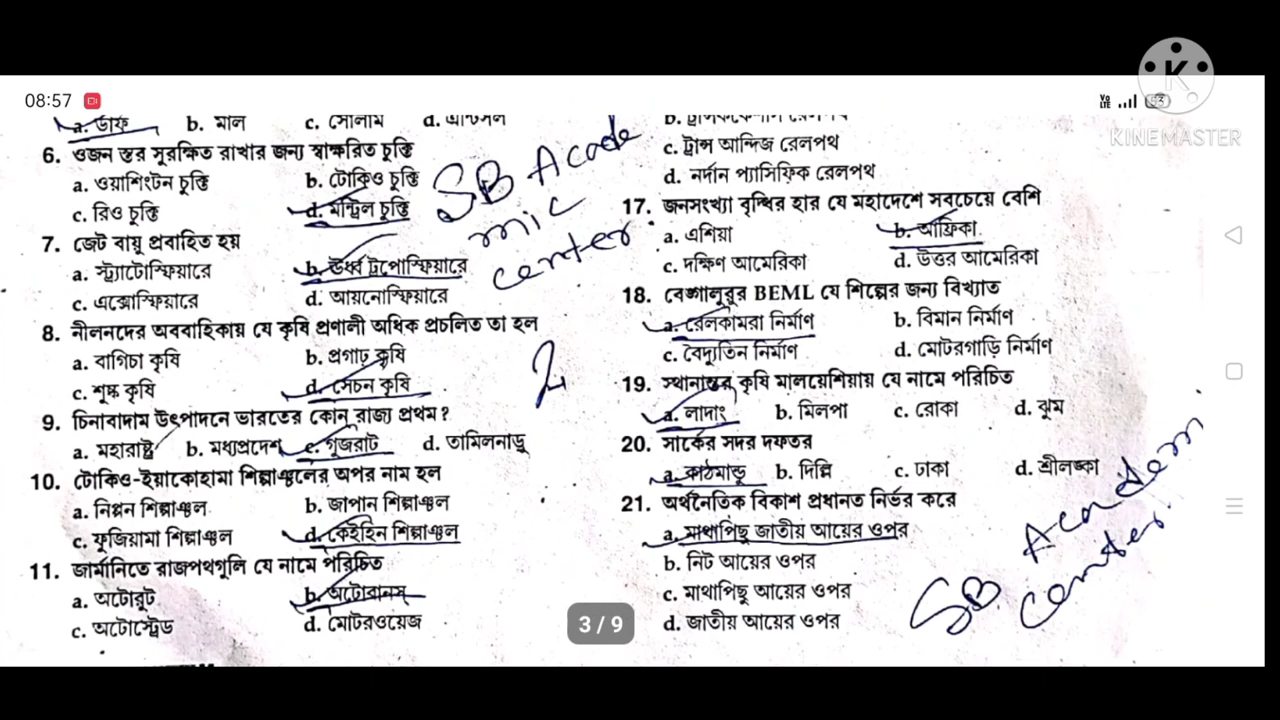 08:57
K
KINEMASTER
a. ডাফ b. মাল c. সোলাম
6. ওজন স্তর সুরক্ষিত রাখার জন্য স্বাক্ষরিত চুক্তি
a. ওয়াশিংটন চুক্তি b. টোকিও চুক্তি
c. রিও চুক্তি d. মন্ট্রিল চুক্তি
7. জেট বায়ু প্রবাহিত হয়
a. স্ট্র্যাটোস্ফিয়ারে b. ঊর্ধ্ব ট্রপোস্ফিয়ারে
c. এক্সোস্ফিয়ারে d. আয়নোস্ফিয়ারে
8. নীলনদের অববাহিকায় যে কৃষি প্রণালী অধিক প্রচলিত তা হল
a. বাগিচা কৃষি b. প্রগাঢ় কৃষি
c. শুষ্ক কৃষি d. সেচন কৃষি
9. চিনাবাদাম উৎপাদনে ভারতের কোন্ রাজ্য প্রথম?
a. মহারাষ্ট্র b. মধ্যপ্রদেশ c. গুজরাট d. তামিলনাড়ু
10. টোকিও-ইয়াকোহামা শিল্পাঞ্চলের অপর নাম হল
a. নিপ্পন শিল্পাঞ্চল b. জাপান শিল্পাঞ্চল
c. ফুজিয়ামা শিল্পাঞ্চল d. কেইহিন শিল্পাঞ্চল
11. জার্মানিতে রাজপথগুলি যে নামে পরিচিত
a. অটোরুট b. অটোবানস্
c. অটোস্ট্রেড d. মোটরওয়েজ
SB Acade
mic
center
2
c. ট্রান্স আন্দিজ রেলপথ
d. নর্দান প্যাসিফিক রেলপথ
17. জনসংখ্যা বৃদ্ধির হার যে মহাদেশে সবচেয়ে বেশি
a. এশিয়া b. আফ্রিকা
c. দক্ষিণ আমেরিকা d. উত্তর আমেরিকা
18. বেঙ্গালুরুর BEML যে শিল্পের জন্য বিখ্যাত
a. রেলকামরা নির্মাণ b. বিমান নির্মাণ
c. বৈদ্যুতিন নির্মাণ d. মোটরগাড়ি নির্মাণ
19. স্থানান্তর কৃষি মালয়েশিয়ায় যে নামে পরিচিত
a. লাদাং b. মিলপা c. রোকা d. ঝুম
20. সার্কের সদর দফতর
a. কাঠমান্ডু b. দিল্লি c. ঢাকা d. শ্রীলঙ্কা
21. অর্থনৈতিক বিকাশ প্রধানত নির্ভর করে
a. মাথাপিছু জাতীয় আয়ের ওপর
b. নিট আয়ের ওপর
c. মাথাপিছু আয়ের ওপর
d. জাতীয় আয়ের ওপর
SB Academi
center
3 / 9